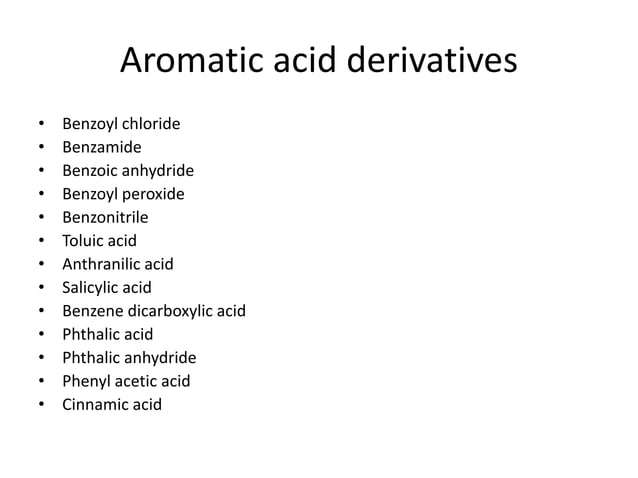 Aromatic acid derivatives
• Benzoyl chloride
• Benzamide
• Benzoic anhydride
• Benzoyl peroxide
• Benzonitrile
• Toluic acid
• Anthranilic acid
• Salicylic acid
• Benzene dicarboxylic acid
• Phthalic acid
• Phthalic anhydride
• Phenyl acetic acid
• Cinnamic acid